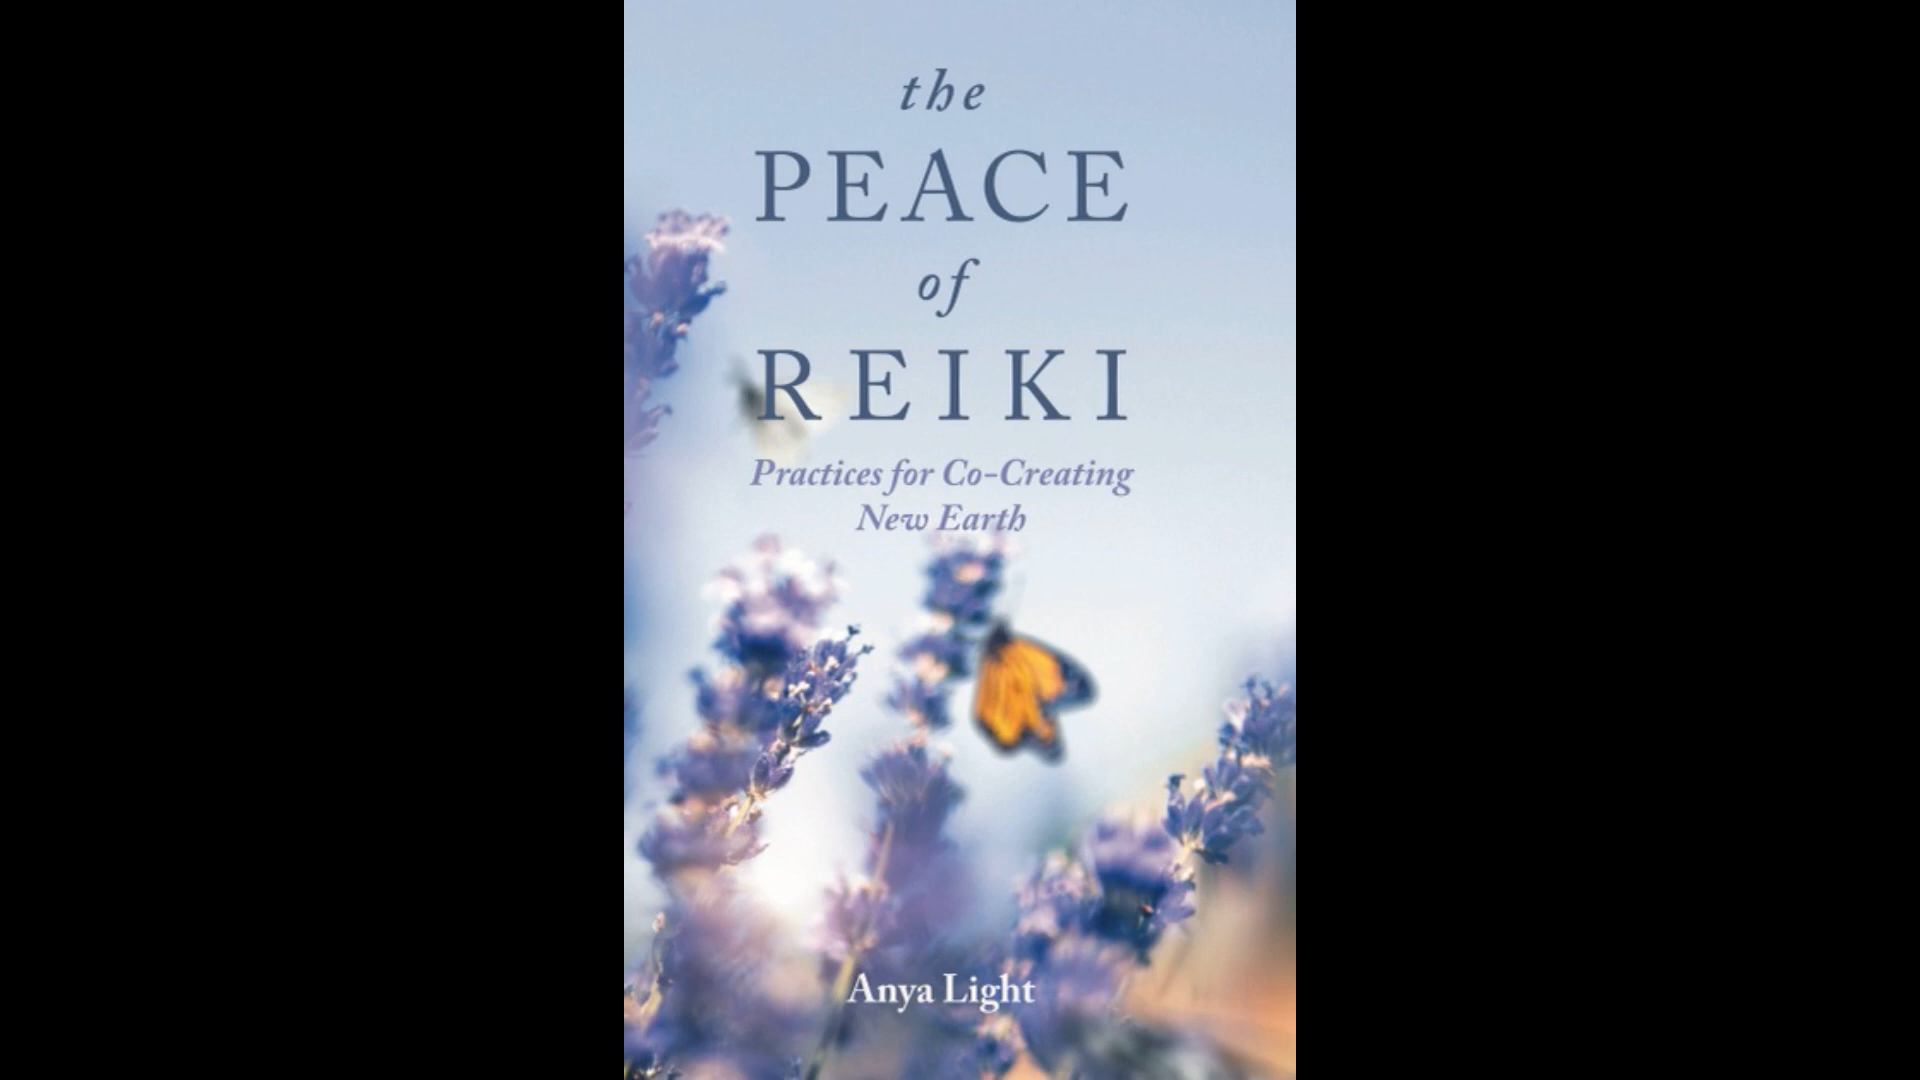 the
PEACE
of
REIKI
Practices for Co-Creating
New Earth
Anya Light